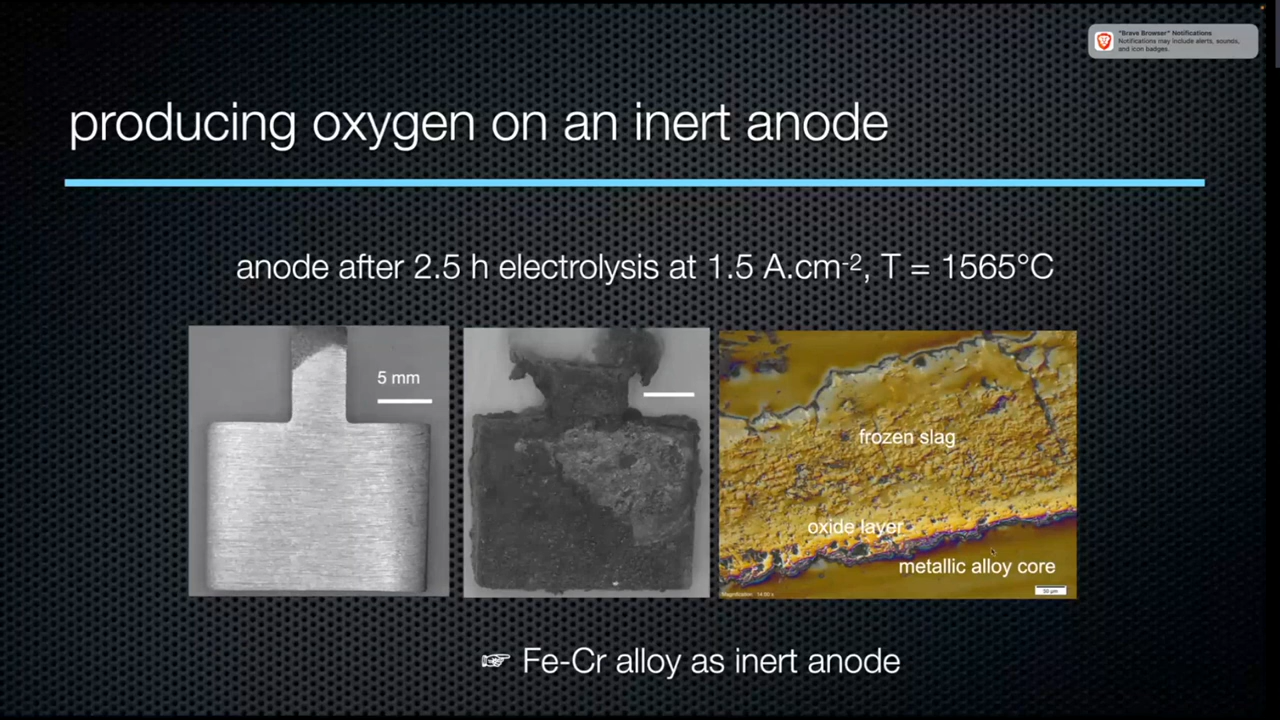 "Brave Browser" Notifications
Notifications may include alerts, sounds,
and icon badges.
producing oxygen on an inert anode
anode after 2.5 h electrolysis at 1.5 A.cm-2, T = 1565°C
5 mm
frozen slag
oxide layer
metallic alloy core
50 µm
☞ Fe-Cr alloy as inert anode